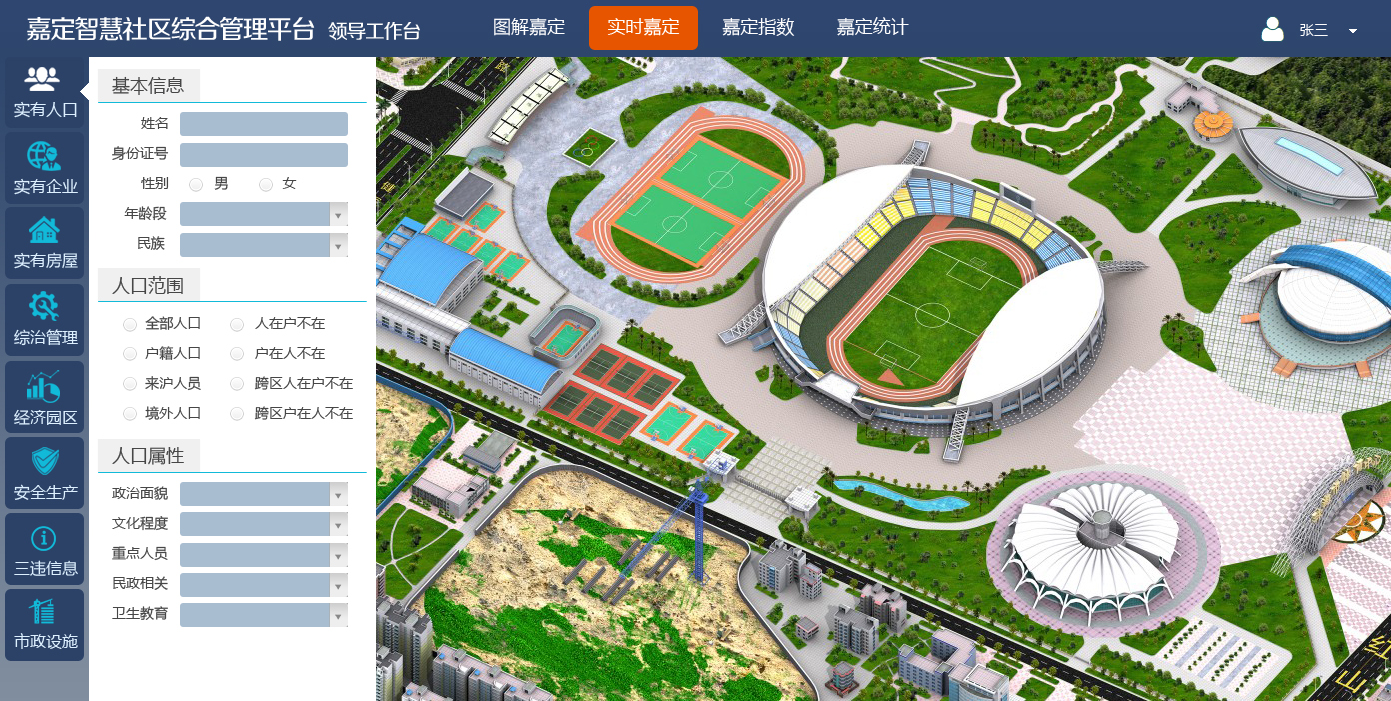 嘉定智慧社区综合管理平台 领导工作台
图解嘉定 实时嘉定 嘉定指数 嘉定统计
张三
实有人口
实有企业
实有房屋
综治管理
经济园区
安全生产
三违信息
市政设施
基本信息
姓名
身份证号
性别 男 女
年龄段
民族
人口范围
全部人口 人在户不在
户籍人口 户在人不在
来沪人员 跨区人在户不在
境外人口 跨区户在人不在
人口属性
政治面貌
文化程度
重点人员
民政相关
卫生教育